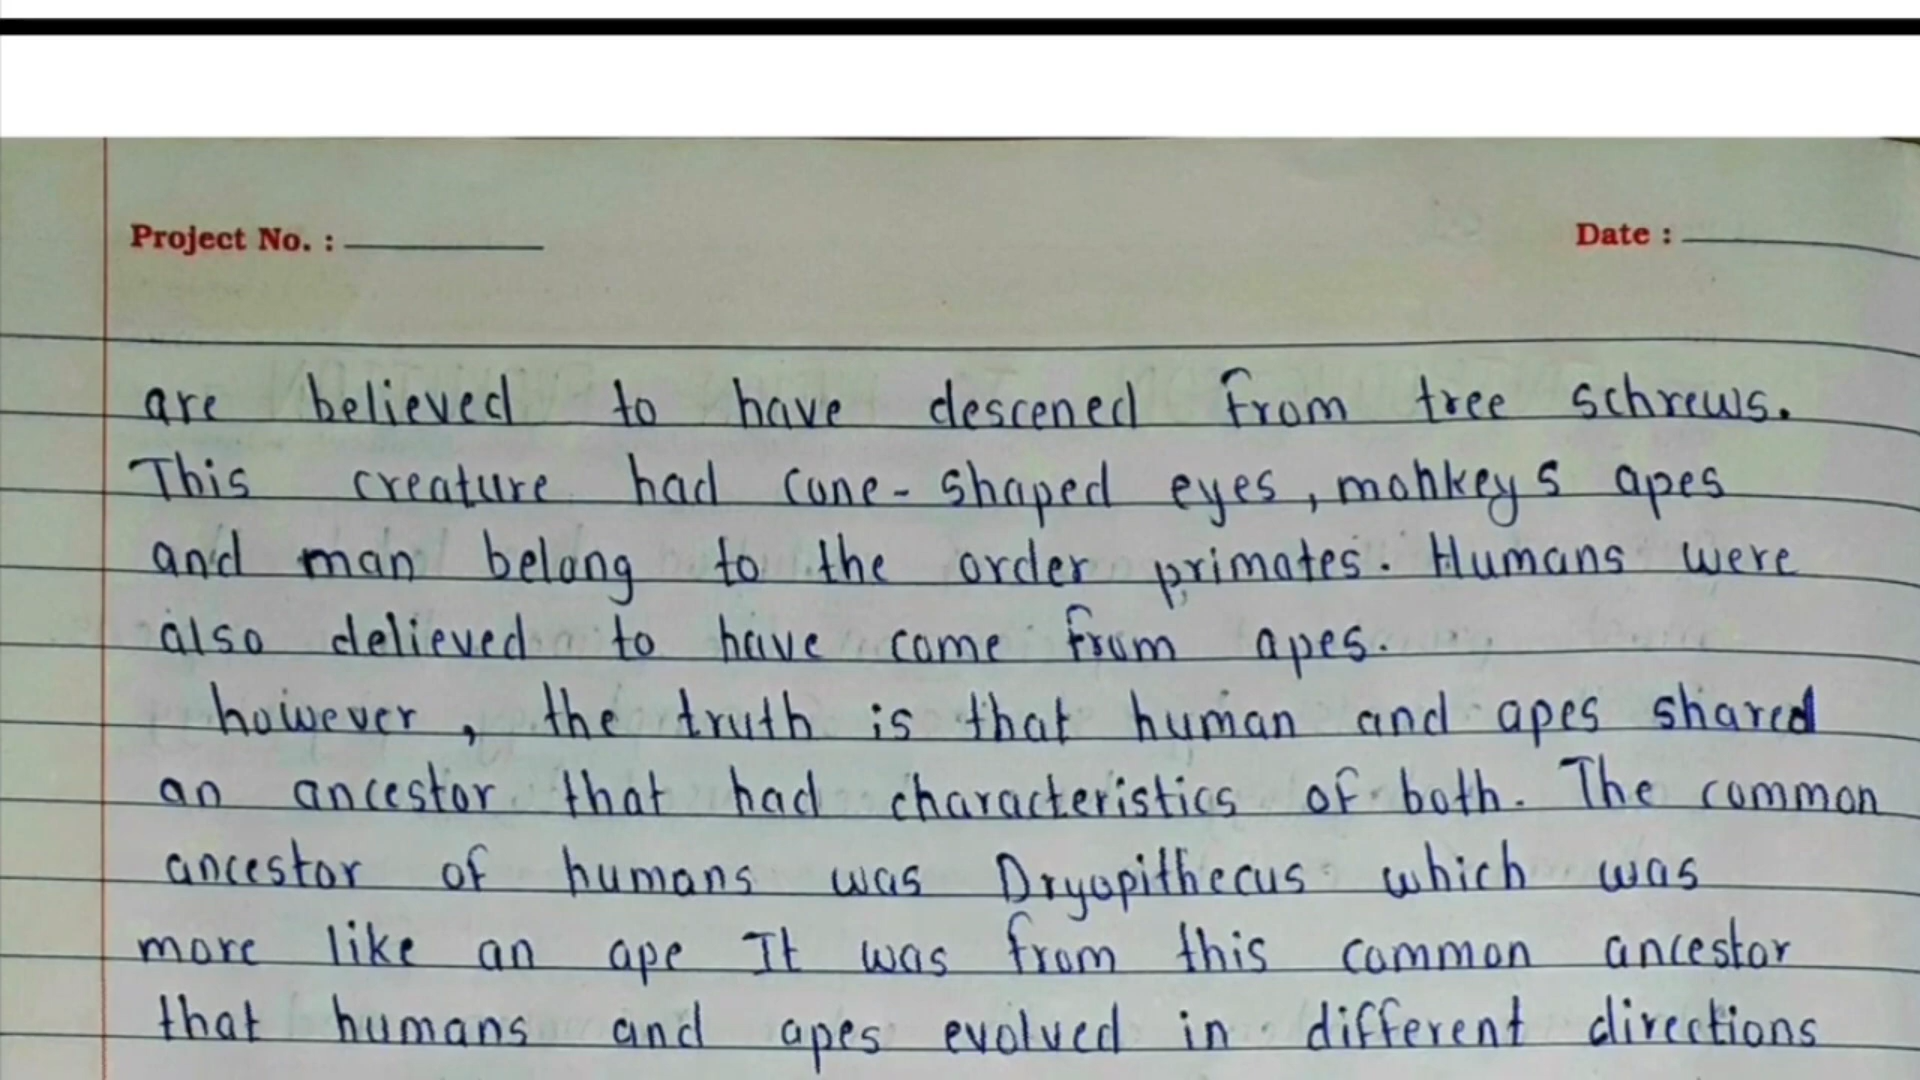 Project No. :
Date :
are believed to have descened from tree schrews.
This creature had cone-shaped eyes, monkeys apes
and man belong to the order primates. Humans were
also delieved to have come from apes.
however, the truth is that human and apes shared
an ancestor that had characteristics of both. The common
ancestor of humans was Dryopithecus which was
more like an ape It was from this common ancestor
that humans and apes evolved in different directions